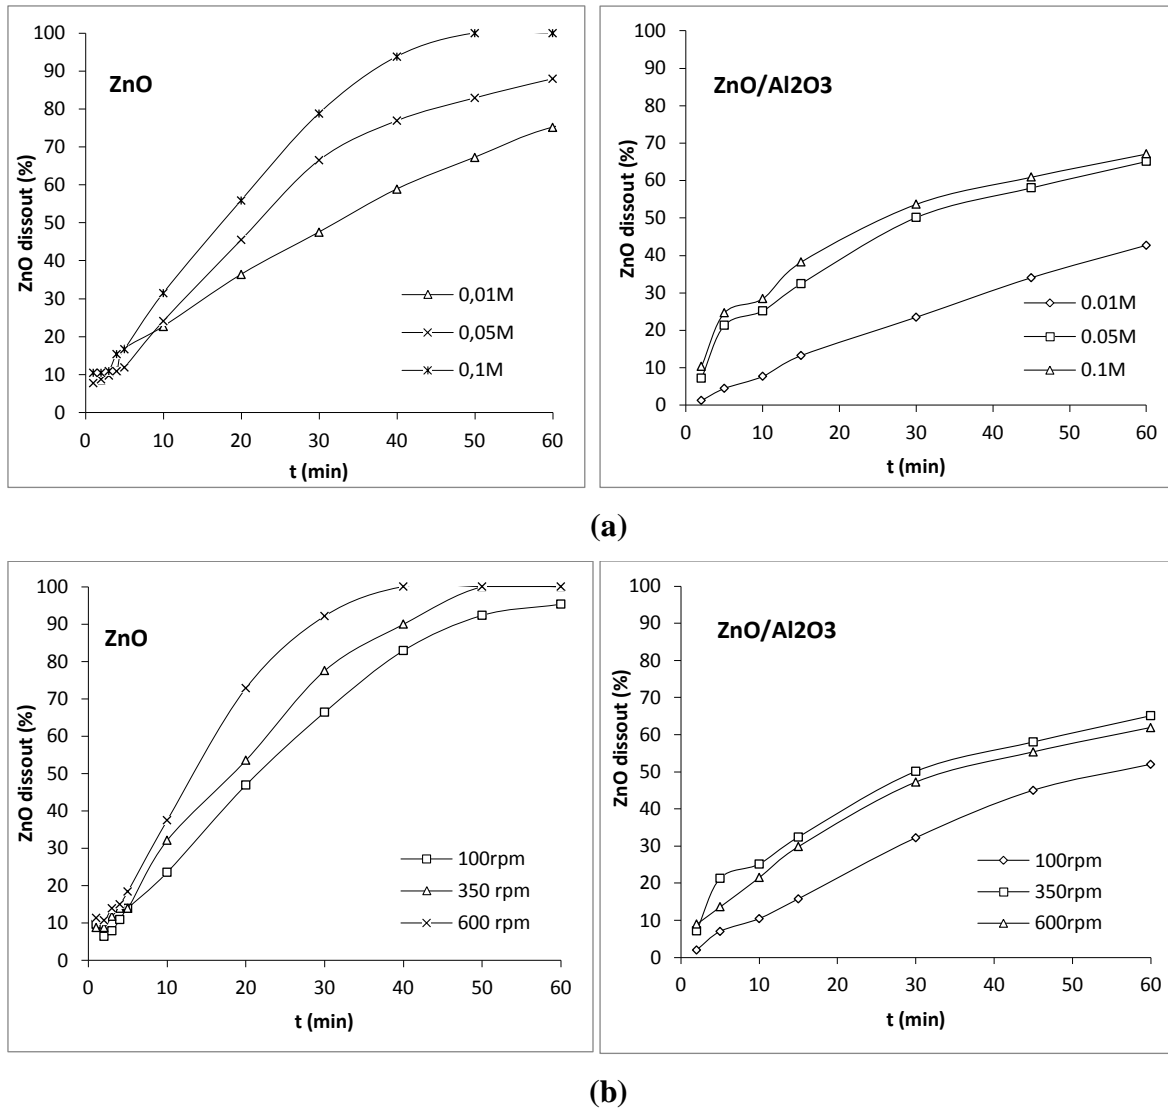 100
90
80
70
60
50
40
30
20
10
0
ZnO dissout (%)
ZnO
0,01M
0,05M
0,1M
0 10 20 30 40 50 60
t (min)
100
90
80
70
60
50
40
30
20
10
0
ZnO dissout (%)
ZnO/Al2O3
0.01M
0.05M
0.1M
0 10 20 30 40 50 60
t (min)
(a)
100
90
80
70
60
50
40
30
20
10
0
ZnO dissout (%)
ZnO
100rpm
350 rpm
600 rpm
0 10 20 30 40 50 60
t (min)
100
90
80
70
60
50
40
30
20
10
0
ZnO dissout (%)
ZnO/Al2O3
100rpm
350rpm
600rpm
0 10 20 30 40 50 60
t (min)
(b)